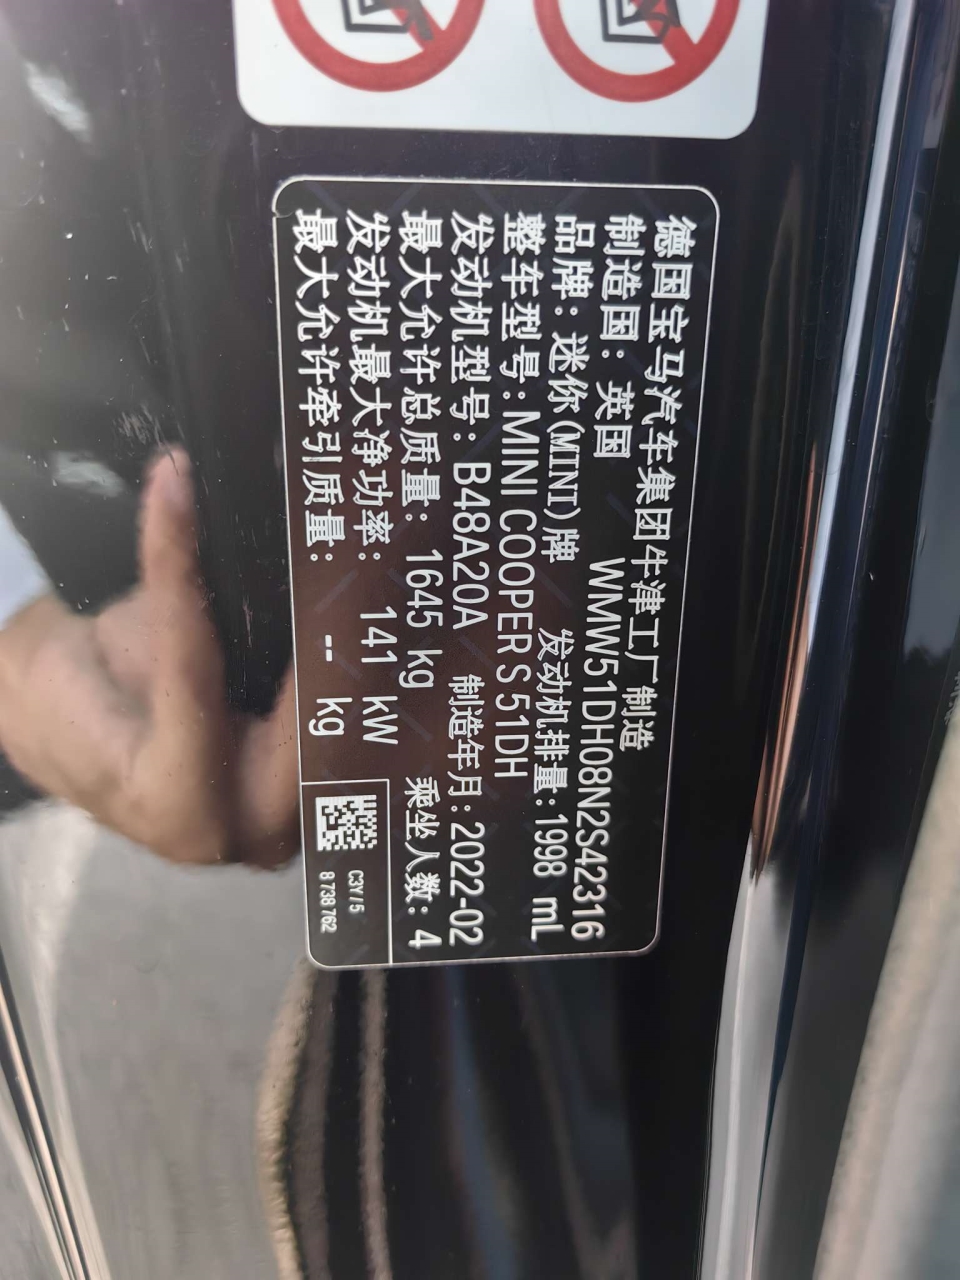 德国宝马汽车集团牛津工厂制造
制造国：英国 WMW51DH08N2S42316
品牌：迷你(MINI)牌 发动机排量：1998 mL
整车型号：MINI COOPER S 51DH
发动机型号：B48A20A 制造年月：2022-02
最大允许总质量：1645 kg 乘坐人数：4
发动机最大净功率：141 kW
最大允许牵引质量：-- kg
C3Y/5
8 738 762